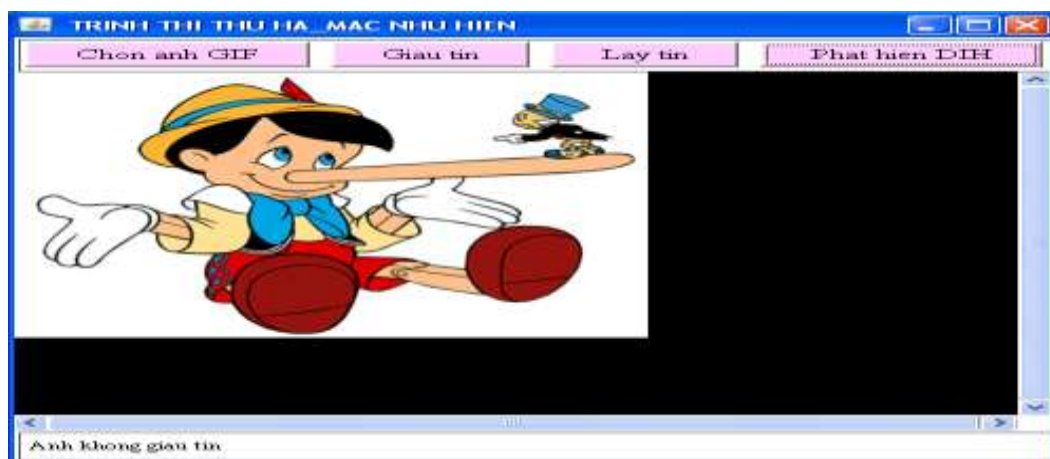 TRINH THI THU HA_MAC NHU HIEN
Chon anh GIF Giau tin Lay tin Phat hien DIH
Anh khong giau tin